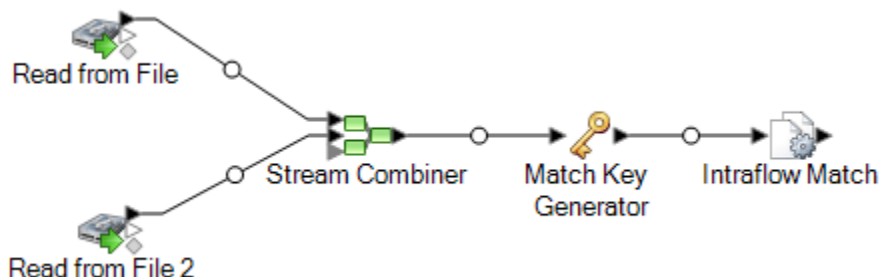 Read from File
Stream Combiner
Match Key
Generator
Intraflow Match
Read from File 2